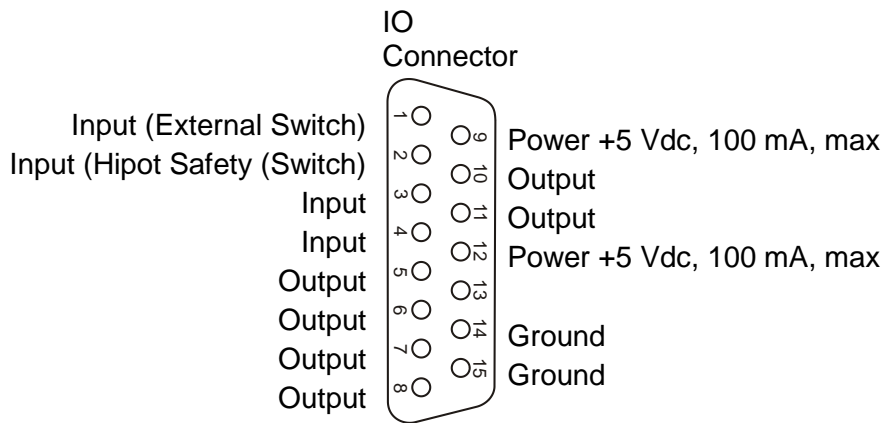 IO
Connector
Input (External Switch)
Input (Hipot Safety (Switch)
Input
Input
Output
Output
Output
Output
1
2
3
4
5
6
7
8
9
10
11
12
13
14
15
Power +5 Vdc, 100 mA, max
Output
Output
Power +5 Vdc, 100 mA, max
Ground
Ground